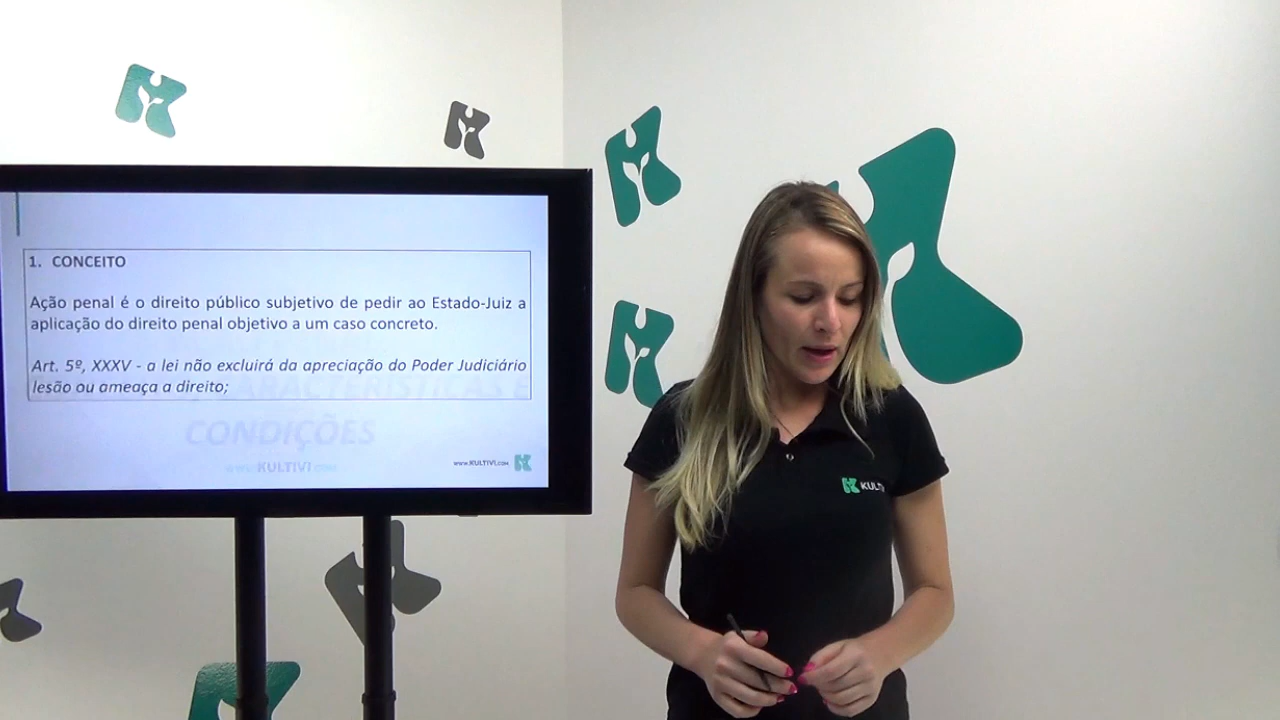 1. CONCEITO
Ação penal é o direito público subjetivo de pedir ao Estado-Juiz a
aplicação do direito penal objetivo a um caso concreto.
Art. 5º, XXXV - a lei não excluirá da apreciação do Poder Judiciário
lesão ou ameaça a direito;
CARACTERÍSTICAS E
CONDIÇÕES
www.KULTIVI.com
www.KULTIVI.COM